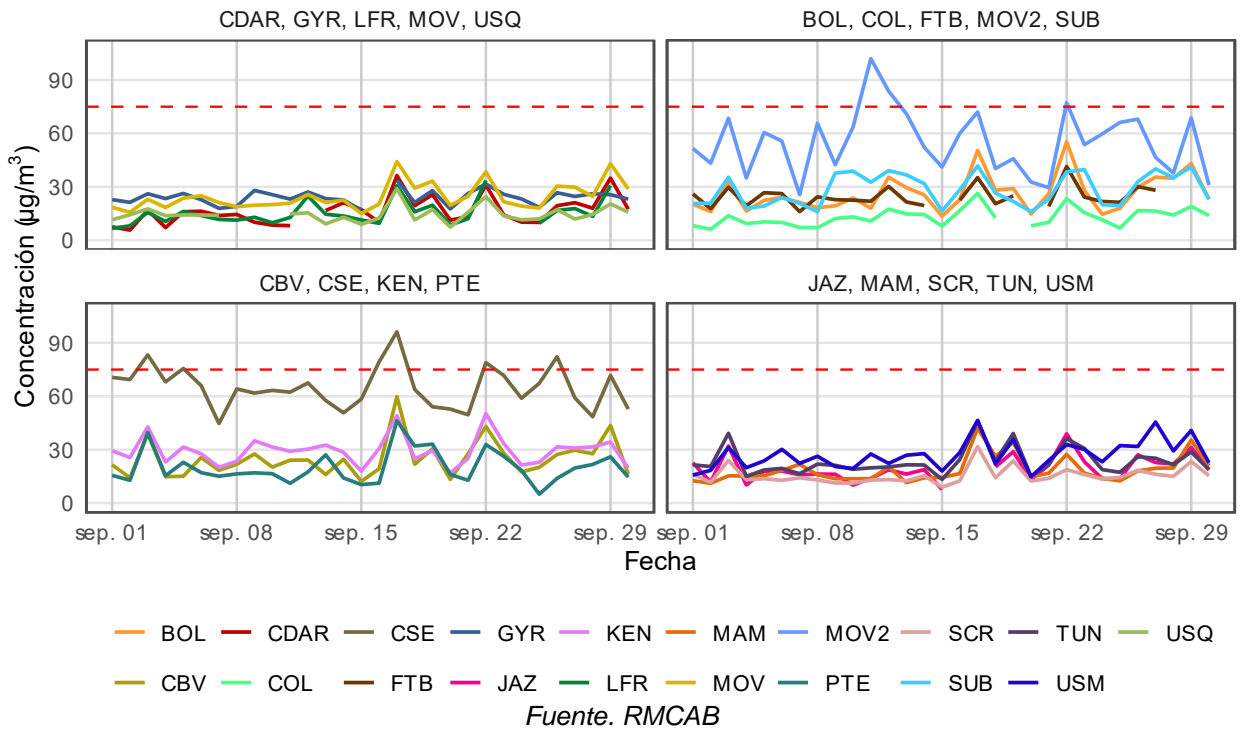 CDAR, GYR, LFR, MOV, USQ
BOL, COL, FTB, MOV2, SUB
90
60
30
0
CBV, CSE, KEN, PTE
JAZ, MAM, SCR, TUN, USM
90
60
30
0
Concentración (µg/m³)
sep. 01
sep. 08
sep. 15
sep. 22
sep. 29
sep. 01
sep. 08
sep. 15
sep. 22
sep. 29
Fecha
BOL CDAR CSE GYR KEN MAM MOV2 SCR TUN USQ
CBV COL FTB JAZ LFR MOV PTE SUB USM
Fuente. RMCAB